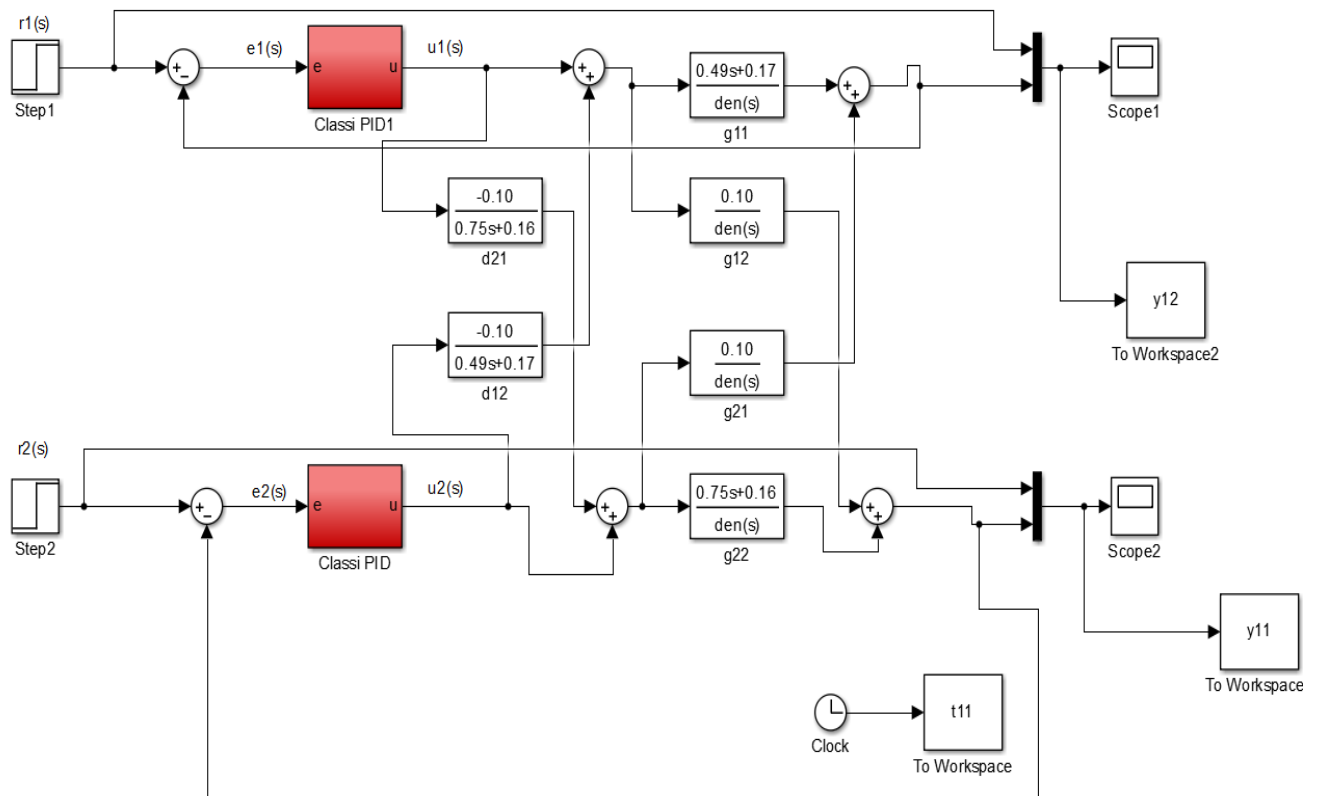 r1(s)
Step1
+
−
e1(s)
e
u
Classi PID1
u1(s)
+
+
0.49s+0.17
den(s)
g11
+
+
Scope1
-0.10
0.75s+0.16
d21
0.10
den(s)
g12
y12
To Workspace2
-0.10
0.49s+0.17
d12
0.10
den(s)
g21
r2(s)
Step2
+
−
e2(s)
e
u
Classi PID
u2(s)
+
+
0.75s+0.16
den(s)
g22
+
+
Scope2
y11
To Workspace
Clock
t11
To Workspace